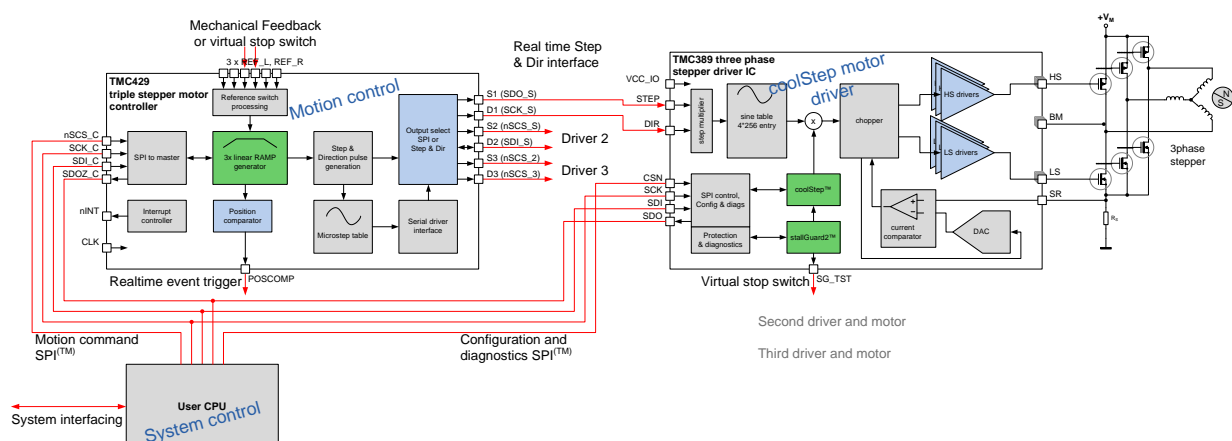 Mechanical Feedback
or virtual stop switch
3 x REF_L, REF_R
TMC429
triple stepper motor
controller
Motion control
Reference switch
processing
nSCS_C
SCK_C
SDI_C
SDOZ_C
SPI to master
3x linear RAMP
generator
Step &
Direction pulse
generation
Output select
SPI or
Step & Dir
nINT
Interrupt
controller
Position
comparator
Microstep table
Serial driver
interface
CLK
Realtime event trigger
POSCOMP
Real time Step
& Dir interface
S1 (SDO_S)
D1 (SCK_S)
S2 (nSCS_S)
D2 (SDI_S)
S3 (nSCS_2)
D3 (nSCS_3)
Driver 2
Driver 3
TMC389 three phase
stepper driver IC
coolStep motor
driver
VCC_IO
STEP
DIR
step multiplier
sine table
4*256 entry
x
chopper
HS drivers
LS drivers
CSN
SCK
SDI
SDO
SPI control,
Config & diags
Protection
& diagnostics
coolStep™
stallGuard2™
current
comparator
DAC
HS
BM
LS
SR
+VM
RS
N
S
3phase
stepper
Virtual stop switch
SG_TST
Second driver and motor
Third driver and motor
Motion command
SPI(TM)
Configuration and
diagnostics SPI(TM)
User CPU
System control
System interfacing